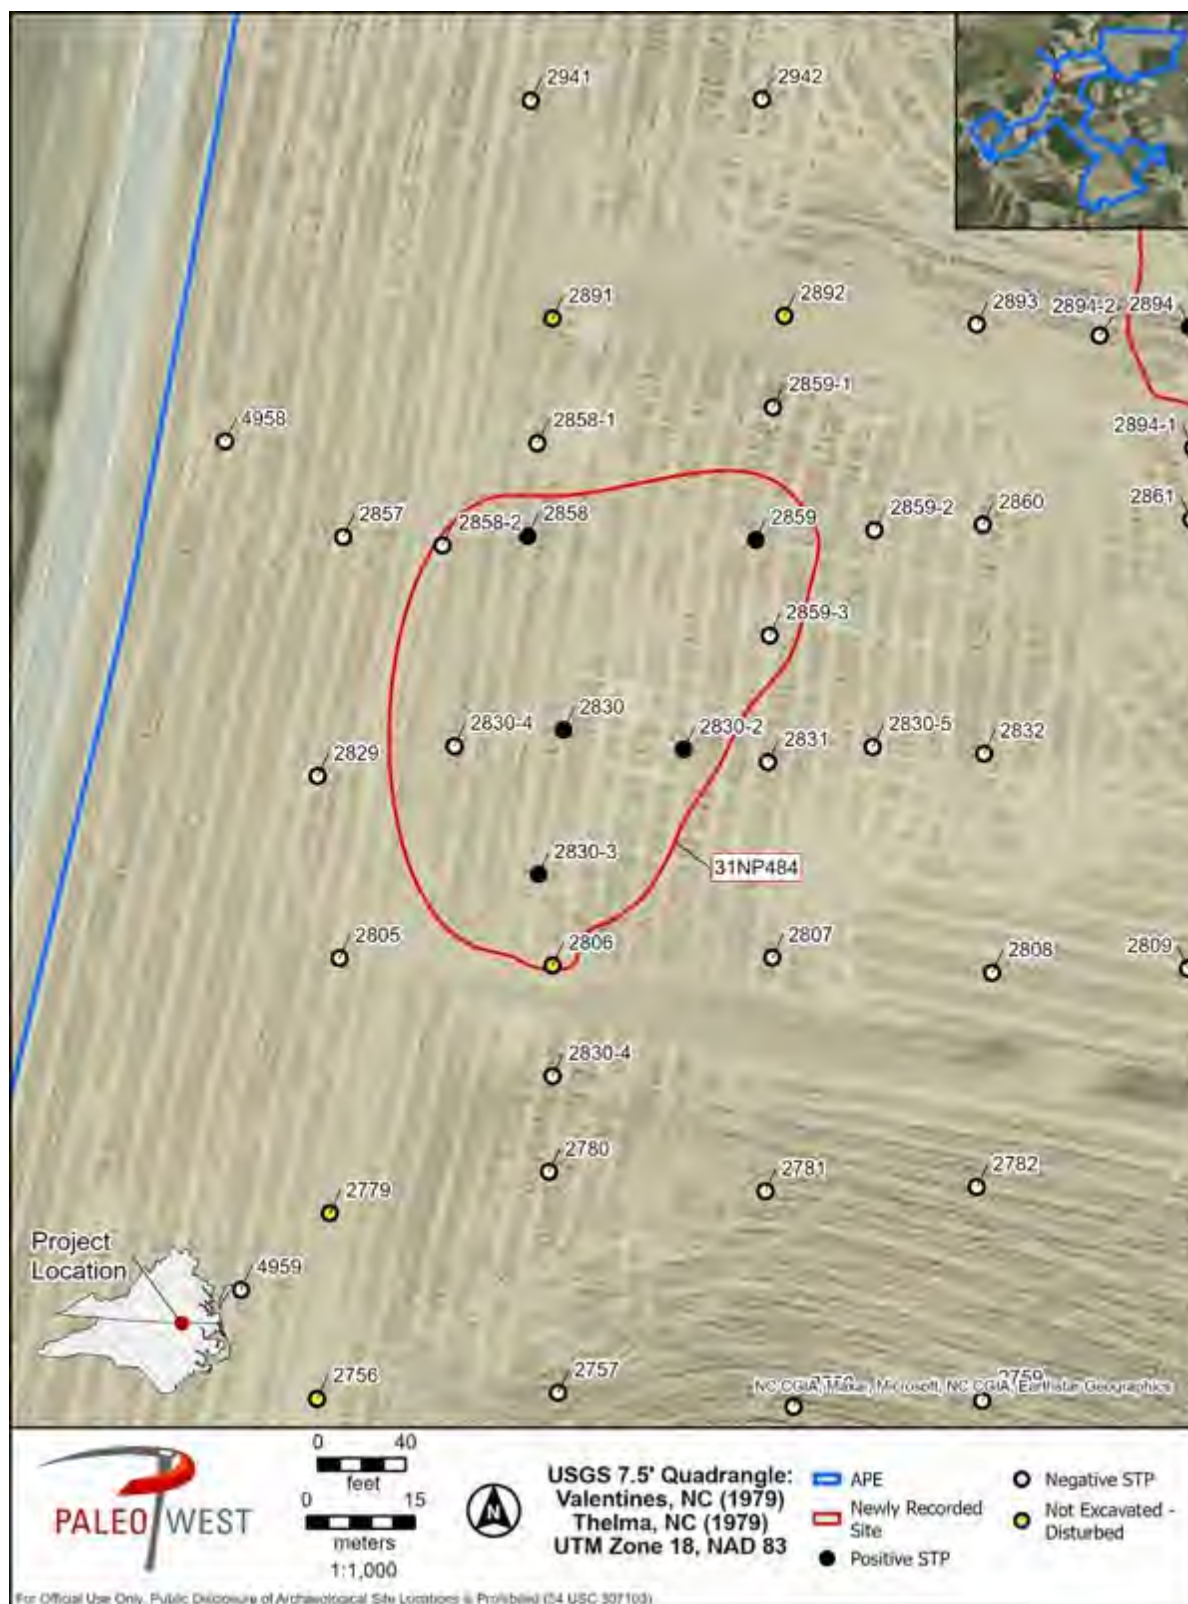 2941
2942
2891
2892
2893
2894-2
2894
2859-1
4958
2858-1
2894-1
2857
2858-2
2858
2859
2859-2
2860
2861
2859-3
2830-4
2830
2830-2
2831
2830-5
2832
2829
2830-3
31NP484
2805
2806
2807
2808
2809
2830-4
2780
2781
2782
2779
Project
Location
4959
2756
2757
2759
NC CGIA, Maxar, Microsoft, NC CGIA, Earthstar Geographics
PALEO WEST
0 40
feet
0 15
meters
1:1,000
N
USGS 7.5' Quadrangle:
Valentines, NC (1979)
Thelma, NC (1979)
UTM Zone 18, NAD 83
APE
Newly Recorded
Site
Positive STP
Negative STP
Not Excavated -
Disturbed
For Official Use Only. Public Disclosure of Archaeological Site Locations is Prohibited (54 USC 307103)